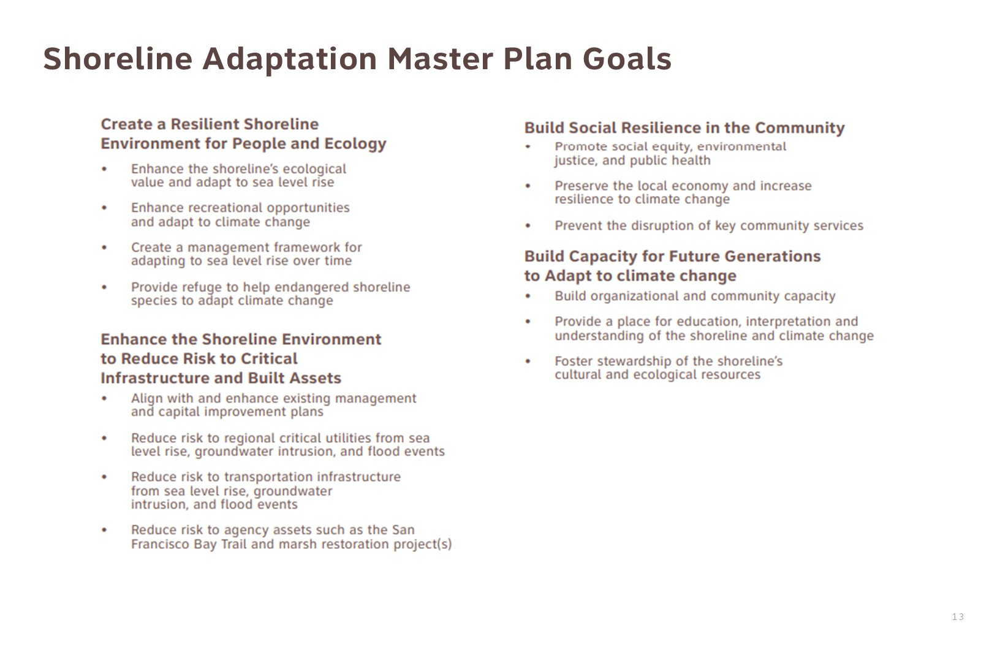 Shoreline Adaptation Master Plan Goals
Create a Resilient Shoreline
Environment for People and Ecology
• Enhance the shoreline’s ecological
value and adapt to sea level rise
• Enhance recreational opportunities
and adapt to climate change
• Create a management framework for
adapting to sea level rise over time
• Provide refuge to help endangered shoreline
species to adapt climate change
Enhance the Shoreline Environment
to Reduce Risk to Critical
Infrastructure and Built Assets
• Align with and enhance existing management
and capital improvement plans
• Reduce risk to regional critical utilities from sea
level rise, groundwater intrusion, and flood events
• Reduce risk to transportation infrastructure
from sea level rise, groundwater
intrusion, and flood events
• Reduce risk to agency assets such as the San
Francisco Bay Trail and marsh restoration project(s)
Build Social Resilience in the Community
• Promote social equity, environmental
justice, and public health
• Preserve the local economy and increase
resilience to climate change
• Prevent the disruption of key community services
Build Capacity for Future Generations
to Adapt to climate change
• Build organizational and community capacity
• Provide a place for education, interpretation and
understanding of the shoreline and climate change
• Foster stewardship of the shoreline’s
cultural and ecological resources
13